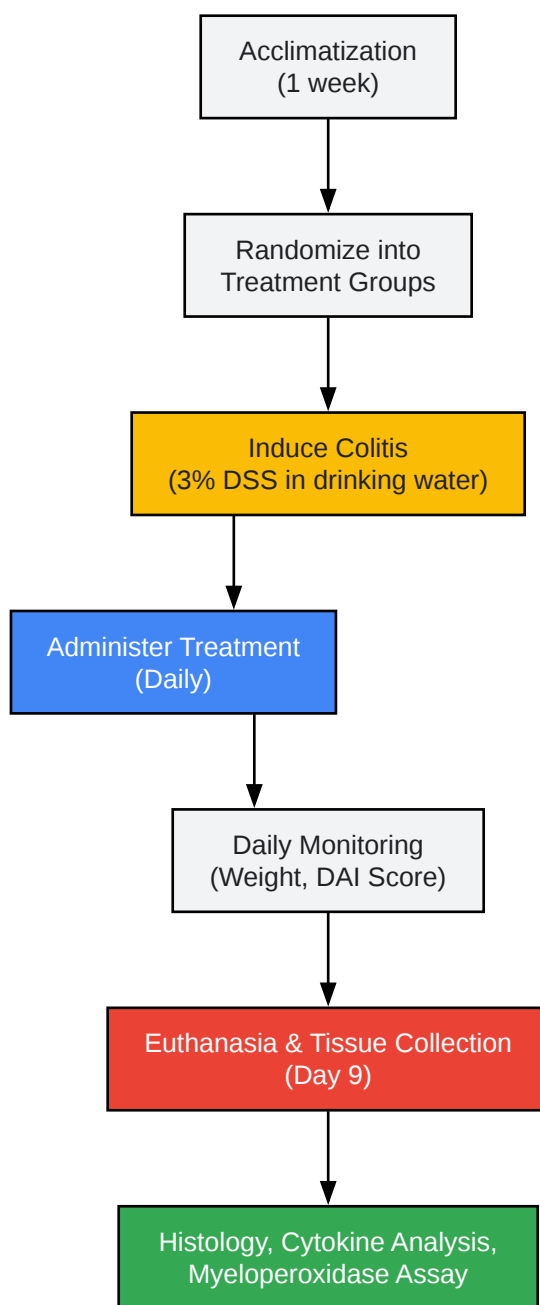 Acclimatization
(1 week)
Randomize into
Treatment Groups
Induce Colitis
(3% DSS in drinking water)
Administer Treatment
(Daily)
Daily Monitoring
(Weight, DAI Score)
Euthanasia & Tissue Collection
(Day 9)
Histology, Cytokine Analysis,
Myeloperoxidase Assay